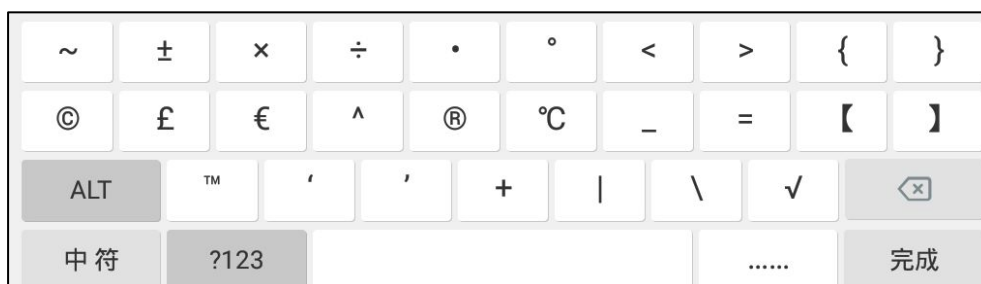 ~ ± × ÷ • ° < > { }
© £ € ^ ® ℃ _ = 【 】
ALT ™ ‘ ’ + | \ √
中符 ?123 ……  完成